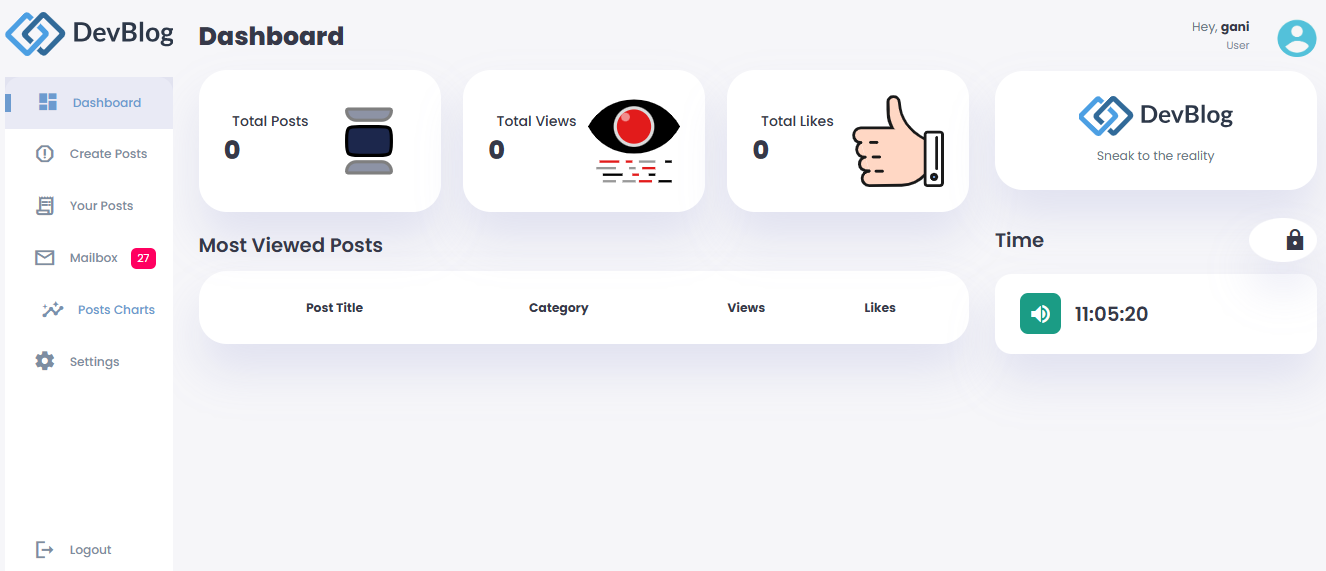 DevBlog
Dashboard
Create Posts
Your Posts
Mailbox 27
Posts Charts
Settings
Logout
Dashboard
Total Posts
0
Total Views
0
Total Likes
0
Most Viewed Posts
Post Title Category Views Likes
Hey, gani
User
DevBlog
Sneak to the reality
Time
11:05:20